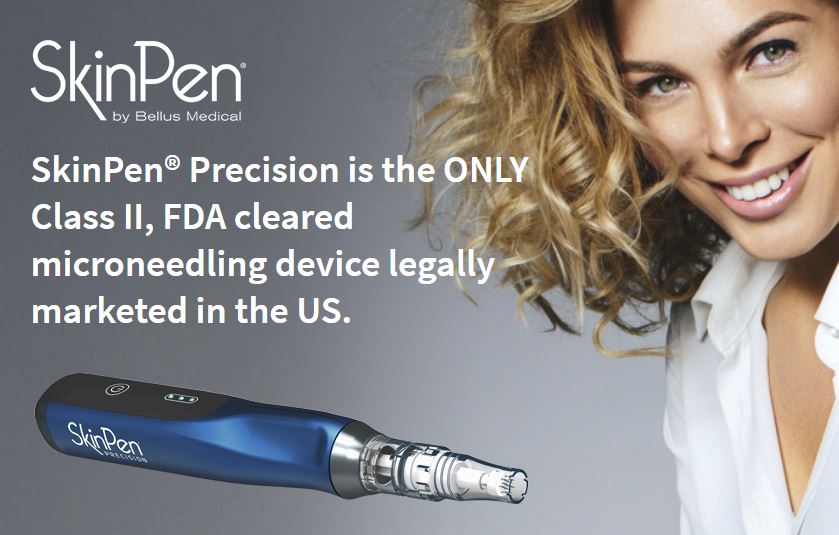 SkinPen®
by Bellus Medical
SkinPen® Precision is the ONLY
Class II, FDA cleared
microneedling device legally
marketed in the US.
SkinPen
PRECISION